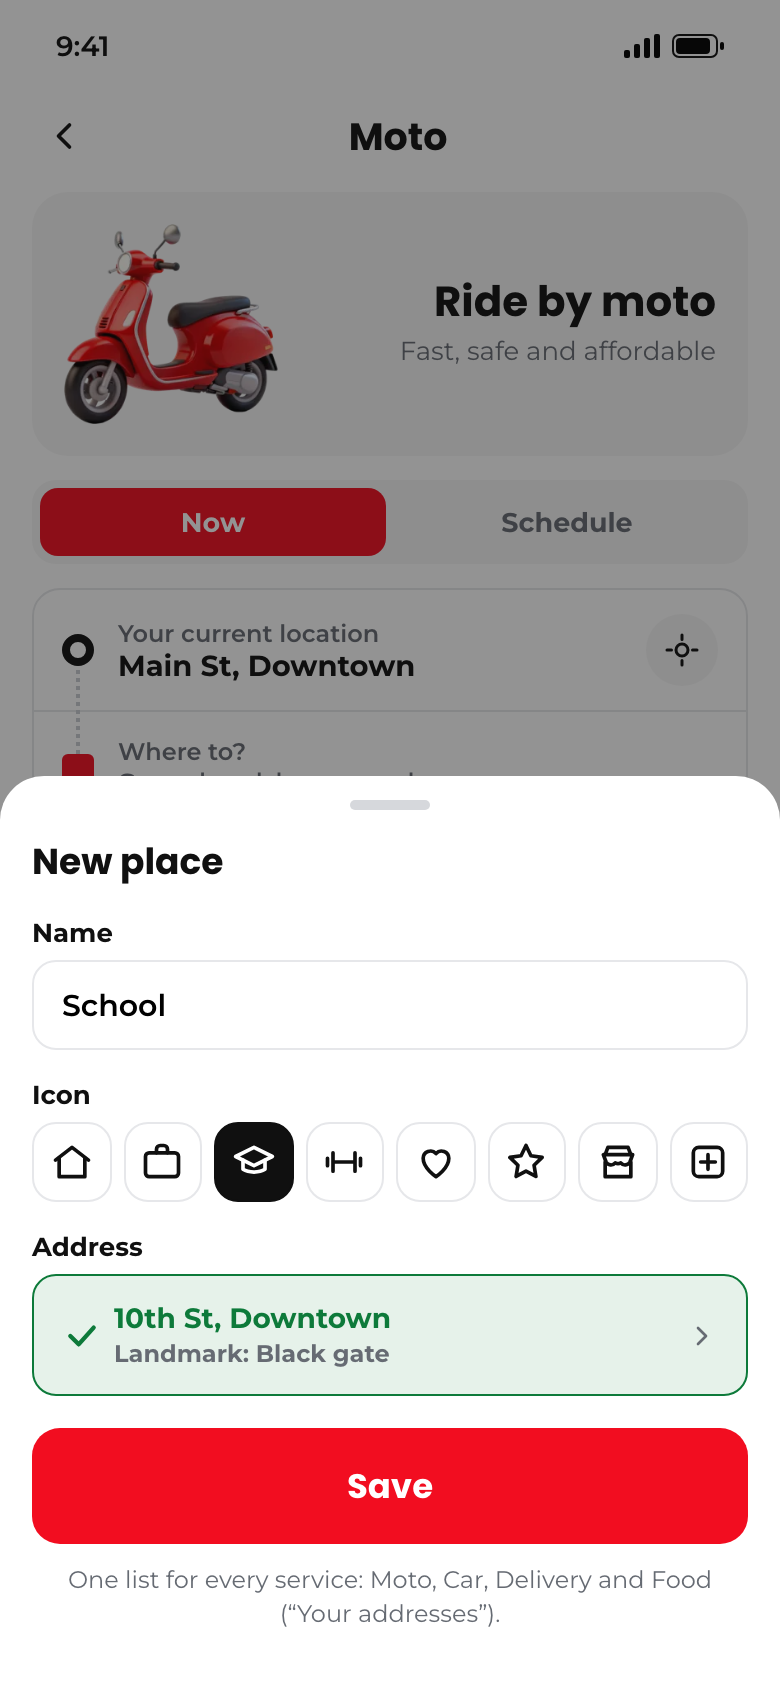 9:41
Moto
Ride by moto
Fast, safe and affordable
Now
Schedule
Your current location
Main St, Downtown
Where to?
New place
Name
School
Icon
Address
10th St, Downtown
Landmark: Black gate
Save
One list for every service: Moto, Car, Delivery and Food
(“Your addresses”).